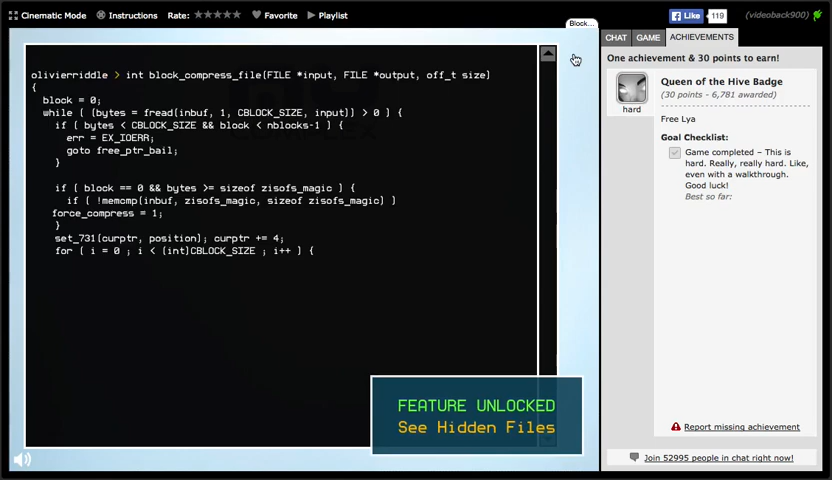 Cinematic Mode Instructions Rate: Favorite Playlist Like 119 (videoback900)
Block...
CHAT GAME ACHIEVEMENTS
One achievement & 30 points to earn!
Queen of the Hive Badge
(30 points - 6,781 awarded)
hard
Free Lya
Goal Checklist:
Game completed – This is
hard. Really, really hard. Like,
even with a walkthrough.
Good luck!
Best so far:
olivierriddle > int block_compress_file(FILE *input, FILE *output, off_t size)
{
block = 0;
while ( (bytes = fread(inbuf, 1, CBLOCK_SIZE, input)) > 0 ) {
if ( bytes < CBLOCK_SIZE && block < nblocks-1 ) {
err = EX_IOERR;
goto free_ptr_bail;
}
if ( block == 0 && bytes >= sizeof zisofs_magic ) {
if ( !memcmp(inbuf, zisofs_magic, sizeof zisofs_magic) )
force_compress = 1;
}
set_731(curptr, position); curptr += 4;
for ( i = 0 ; i < (int)CBLOCK_SIZE ; i++ ) {
FEATURE UNLOCKED
See Hidden Files
Report missing achievement
Join 52995 people in chat right now!